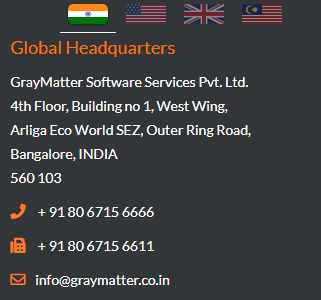 Global Headquarters
GrayMatter Software Services Pvt. Ltd.
4th Floor, Building no 1, West Wing,
Arliga Eco World SEZ, Outer Ring Road,
Bangalore, INDIA
560 103
+ 91 80 6715 6666
+ 91 80 6715 6611
info@graymatter.co.in